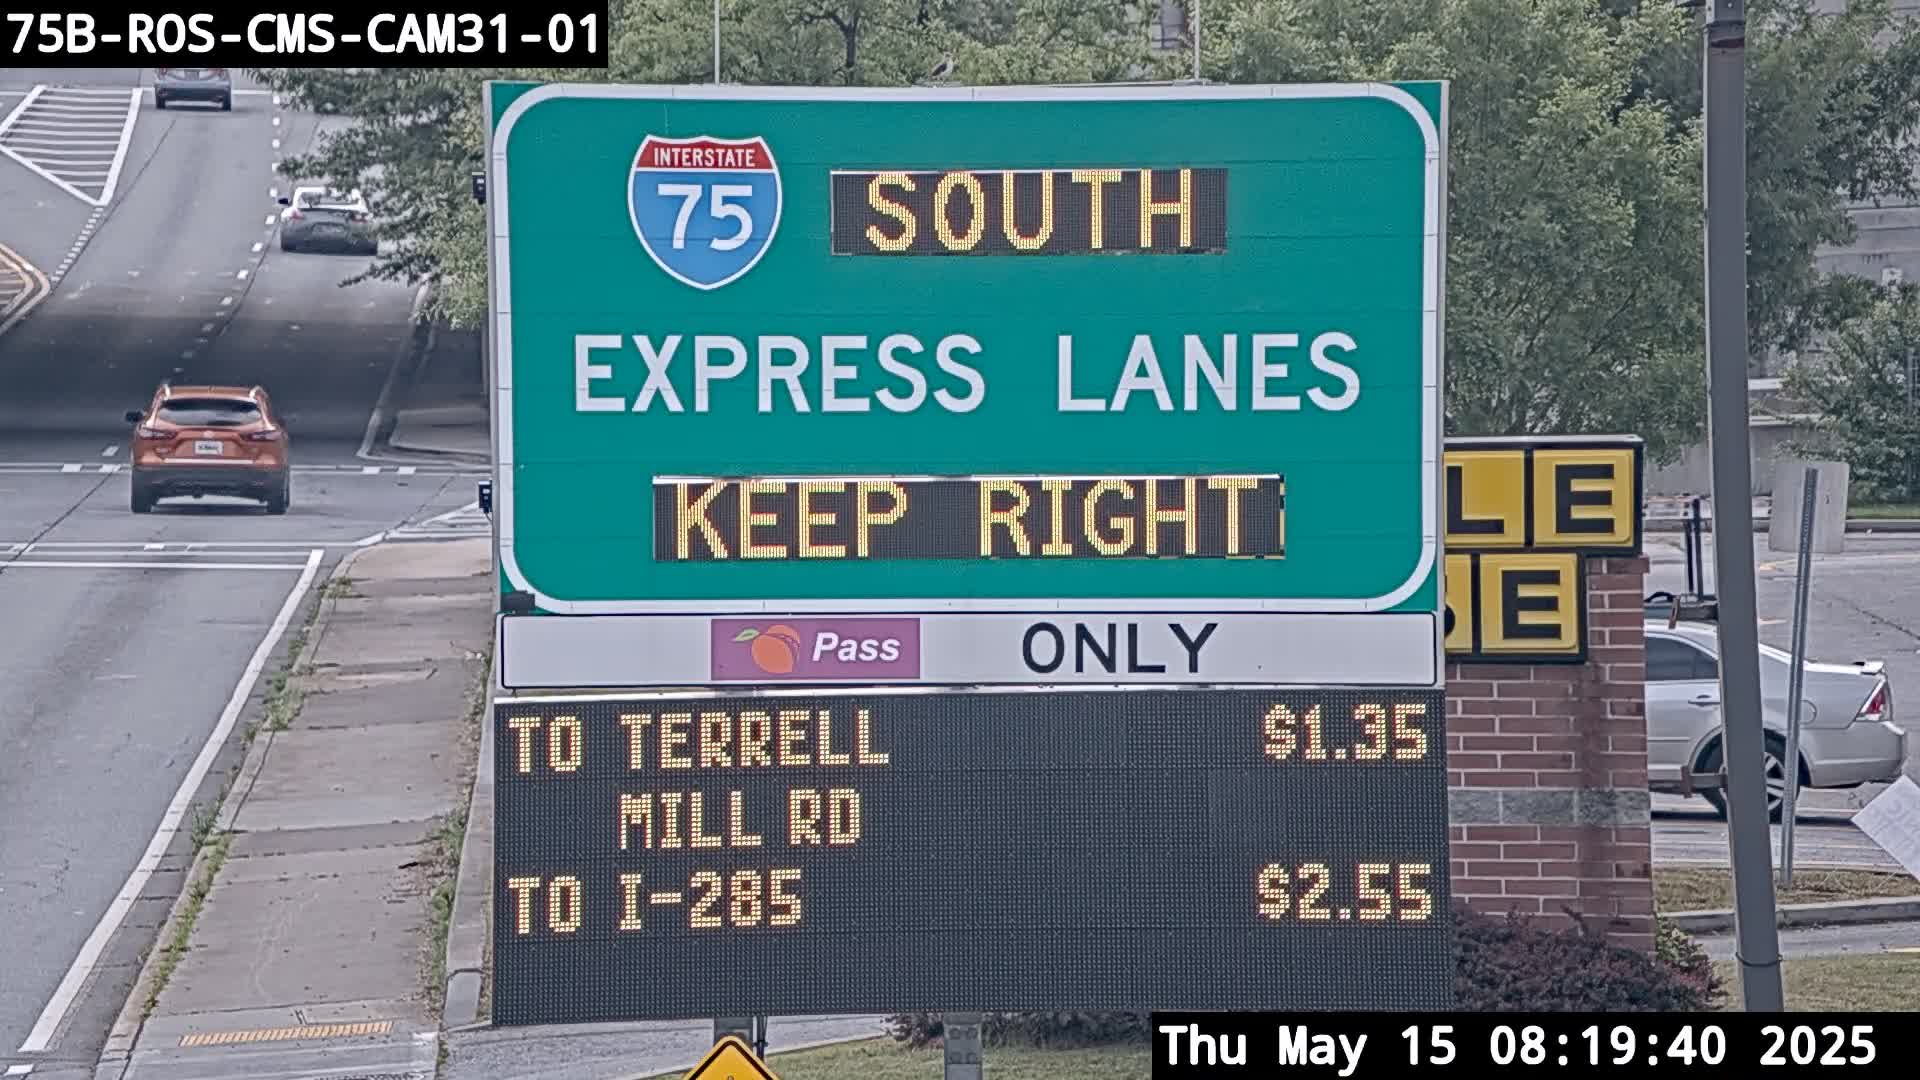 75B-ROS-CMS-CAM31-01
INTERSTATE
75
SOUTH
EXPRESS LANES
KEEP RIGHT
Pass ONLY
TO TERRELL $1.35
MILL RD
TO I-285 $2.55
LE
E
Thu May 15 08:19:40 2025